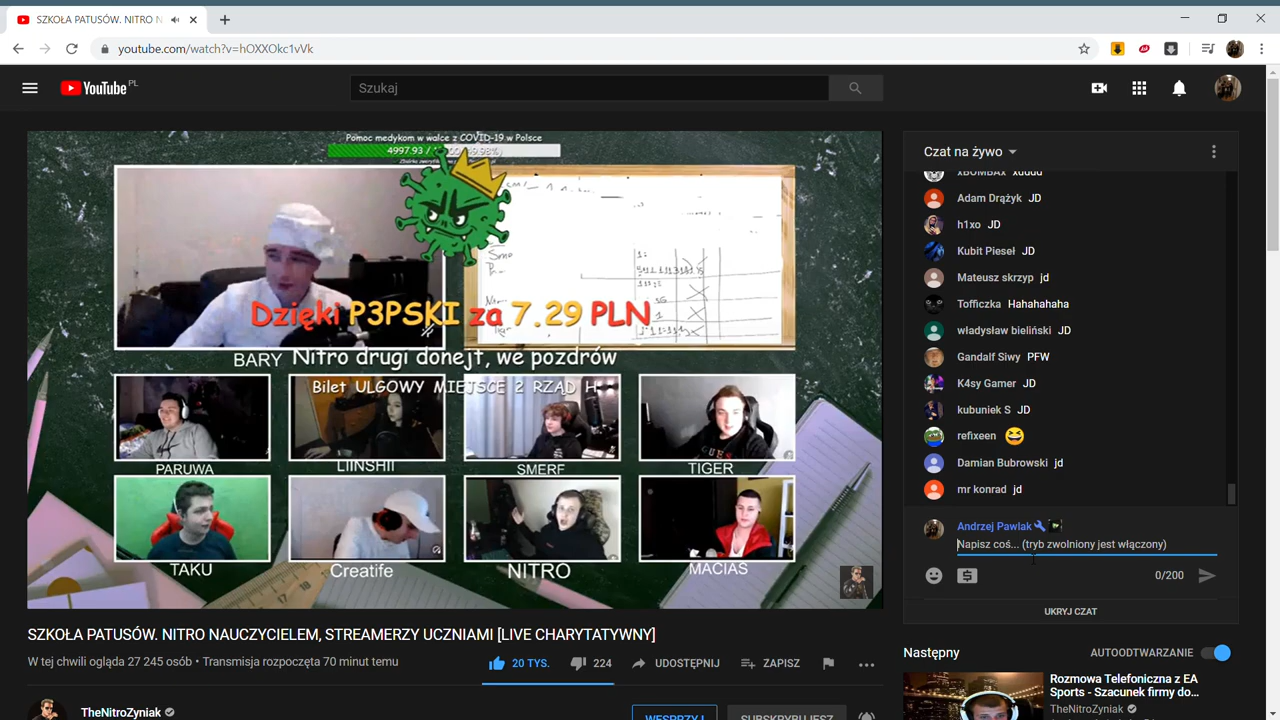 SZKOŁA PATUSÓW. NITRO N
youtube.com/watch?v=hOXXOkc1vVk
YouTube PL
Szukaj
Pomoc medykom w walce z COVID-19 w Polsce
4997.93 /
Dzięki P3PSKI za 7.29 PLN
BARY
Nitro drugi donejt, we pozdrów
Bilet ULGOWY MIEJSCE 2 RZĄD H
PARUWA
LIINSHII
SMERF
TIGER
TAKU
Creatife
NITRO
MACIAS
SZKOŁA PATUSÓW. NITRO NAUCZYCIELEM, STREAMERZY UCZNIAMI [LIVE CHARYTATYWNY]
W tej chwili ogląda 27 245 osób • Transmisja rozpoczęta 70 minut temu
20 TYS.
224
UDOSTĘPNIJ
ZAPISZ
TheNitroZyniak
WESPRZYJ
SUBSKRYBUJESZ
Czat na żywo
xBOMBAx xdddd
Adam Drążyk JD
h1xo JD
Kubit Pieseł JD
Mateusz skrzyp jd
Tofficzka Hahahahaha
władysław bieliński JD
Gandalf Siwy PFW
K4sy Gamer JD
kubuniek S JD
refixeen
Damian Bubrowski jd
mr konrad jd
Andrzej Pawlak
Napisz coś... (tryb zwolniony jest włączony)
0/200
UKRYJ CZAT
Następny
AUTOODTWARZANIE
Rozmowa Telefoniczna z EA
Sports - Szacunek firmy do...
TheNitroZyniak